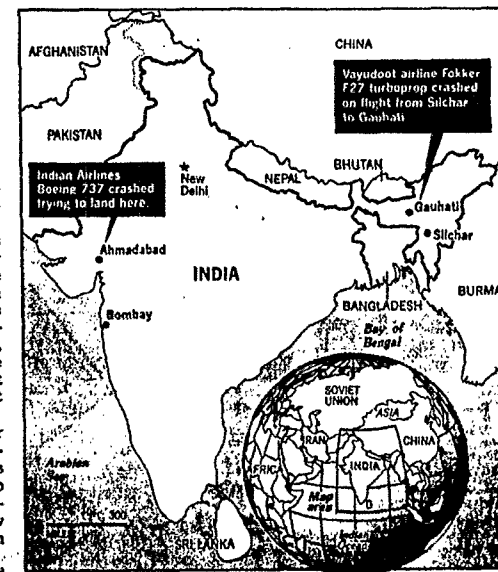 AFGHANISTAN
CHINA
Vayudoot airline Fokker
F27 turboprop crashed
on flight from Silchar
to Gauhati
PAKISTAN
Indian Airlines
Boeing 737 crashed
trying to land here.
New
Delhi
NEPAL
BHUTAN
Gauhati
Silchar
Ahmadabad
INDIA
BURMA
BANGLADESH
Bombay
Bay of
Bengal
SOVIET
UNION
ASIA
IRAN
CHINA
FRIC
INDIA
Map
area
Arabian
300
SRI LANKA